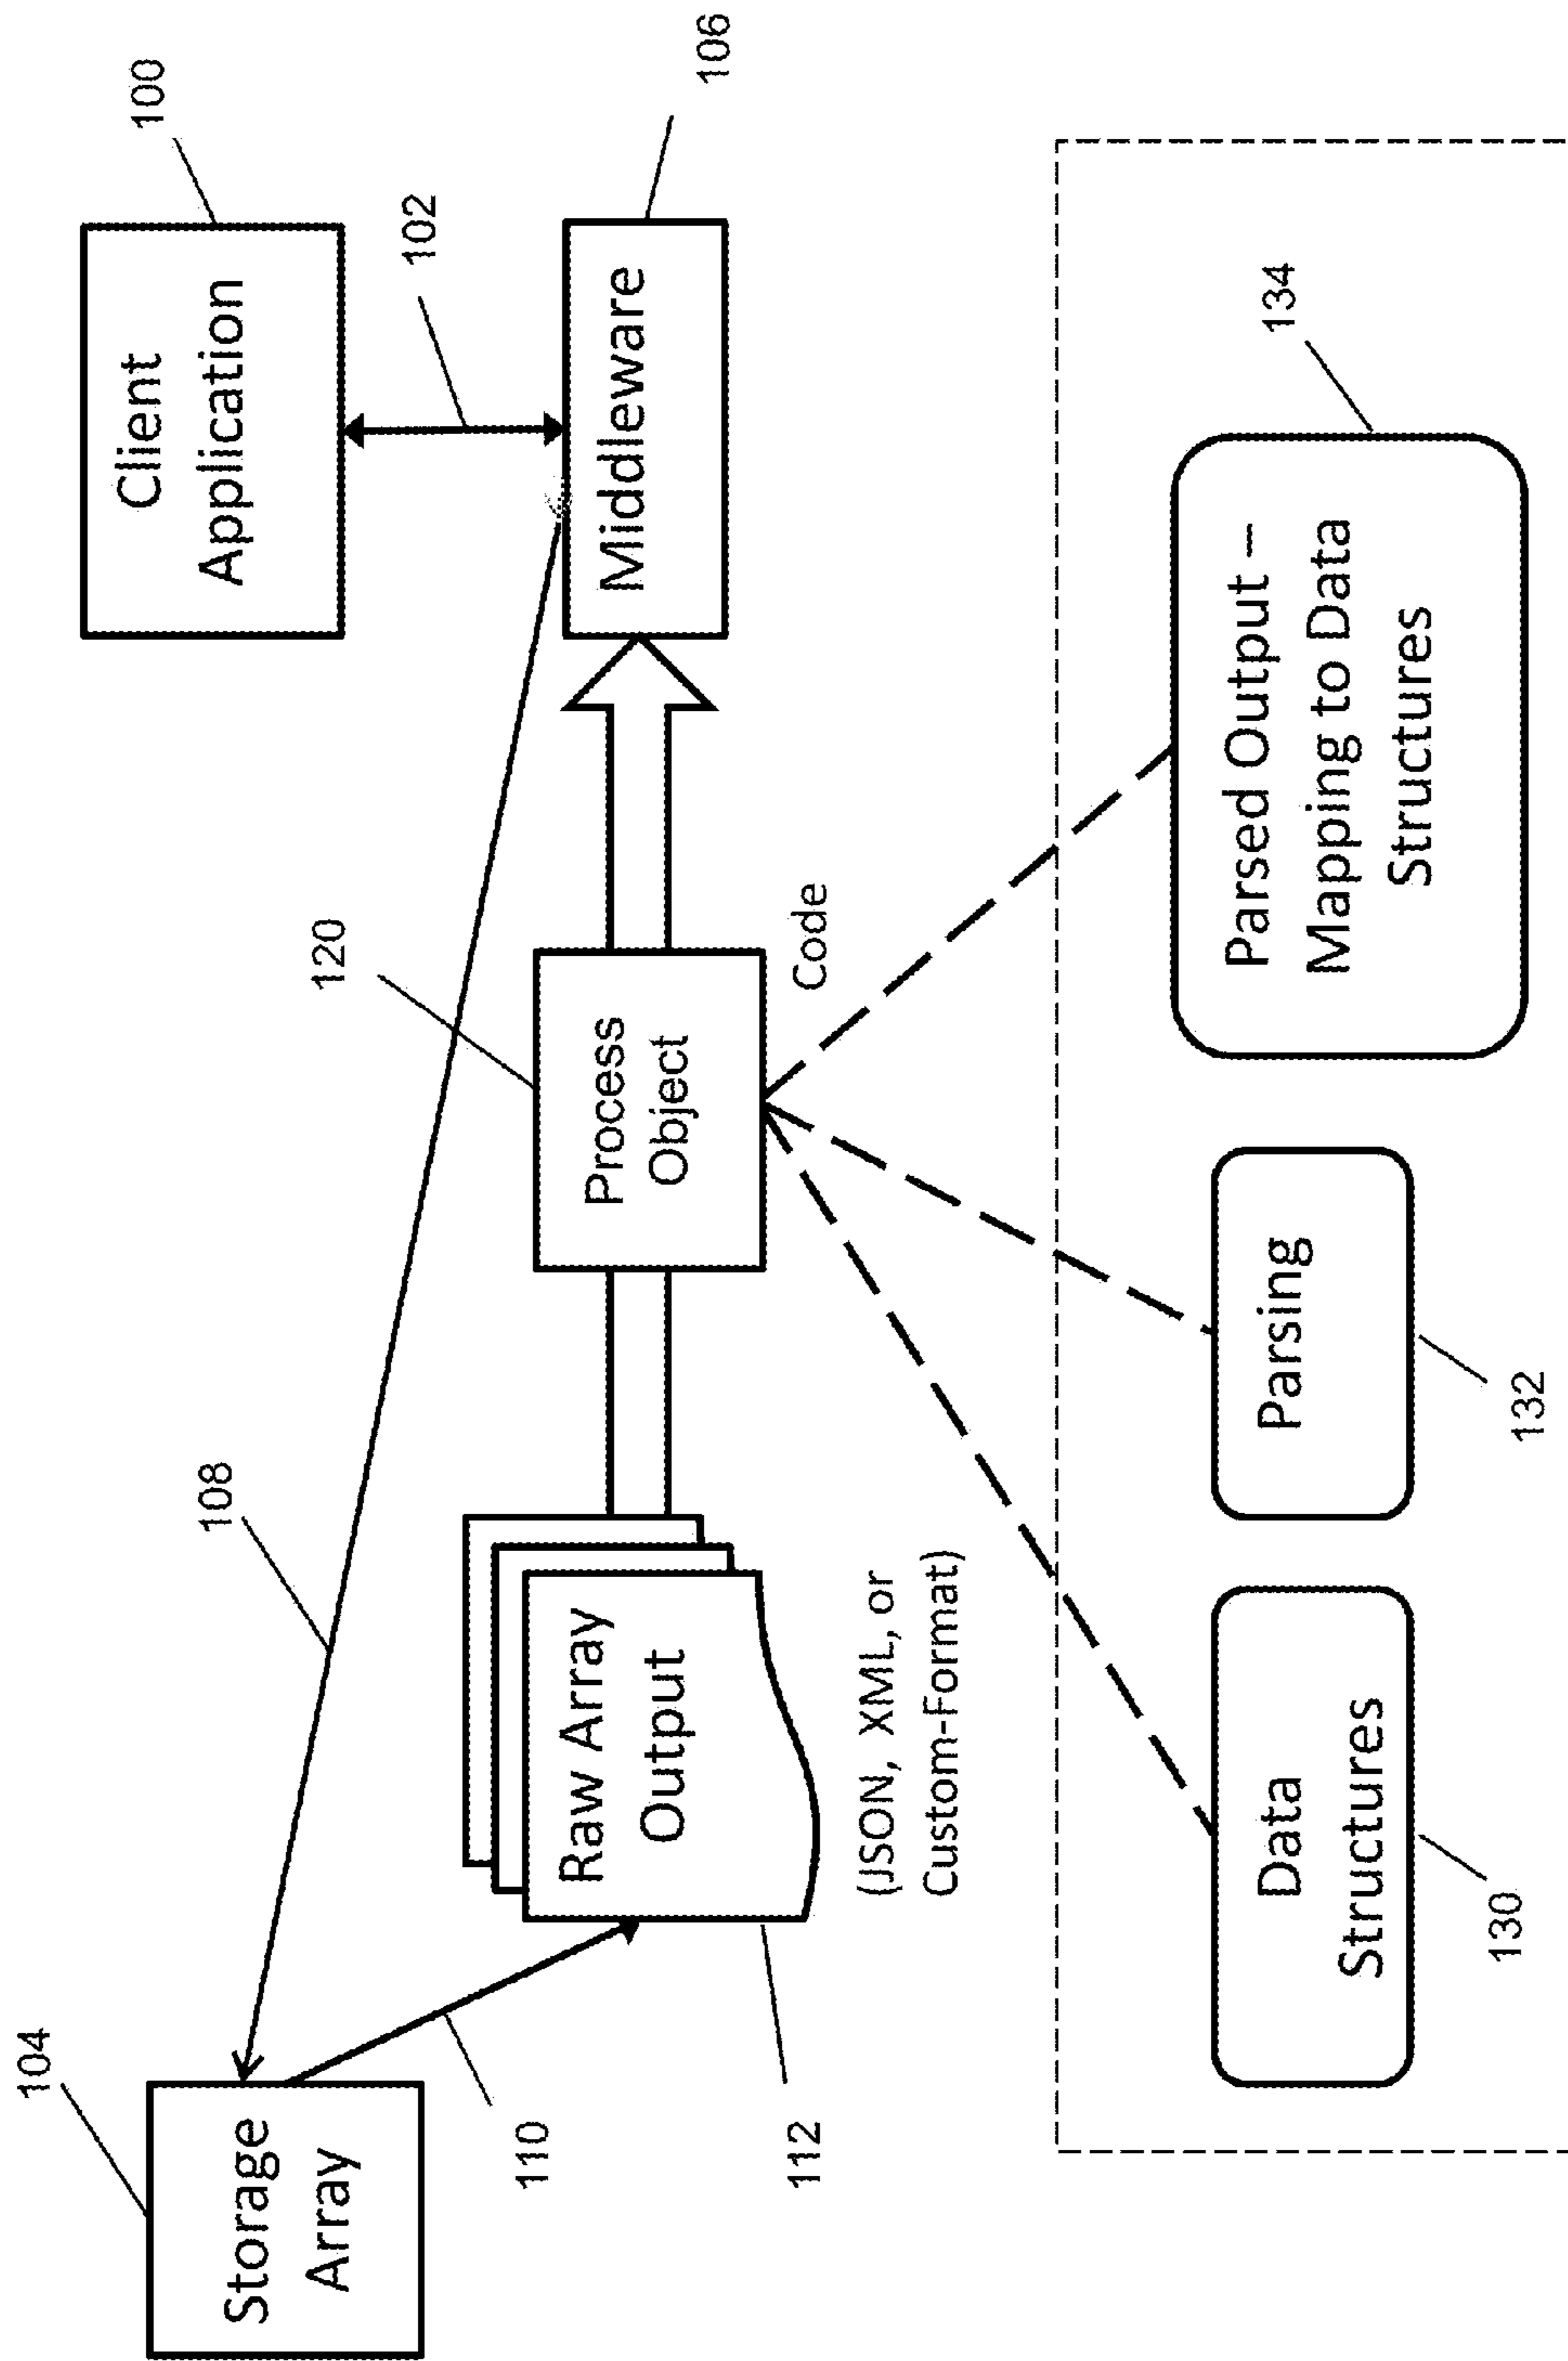 104
Storage
Array
108
100
Client
Application
102
110
112
Raw Array
Output
(JSON, XML, or
Custom-Format)
120
Process
Object
Code
Middleware
106
Data
Structures
130
Parsing
132
Parsed Output –
Mapping to Data
Structures
134